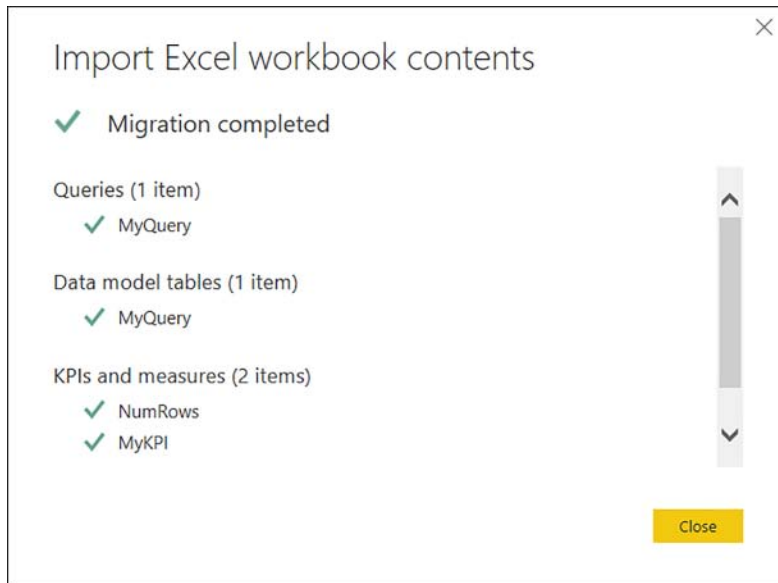 Import Excel workbook contents
Migration completed
Queries (1 item)
MyQuery
Data model tables (1 item)
MyQuery
KPIs and measures (2 items)
NumRows
MyKPI
Close